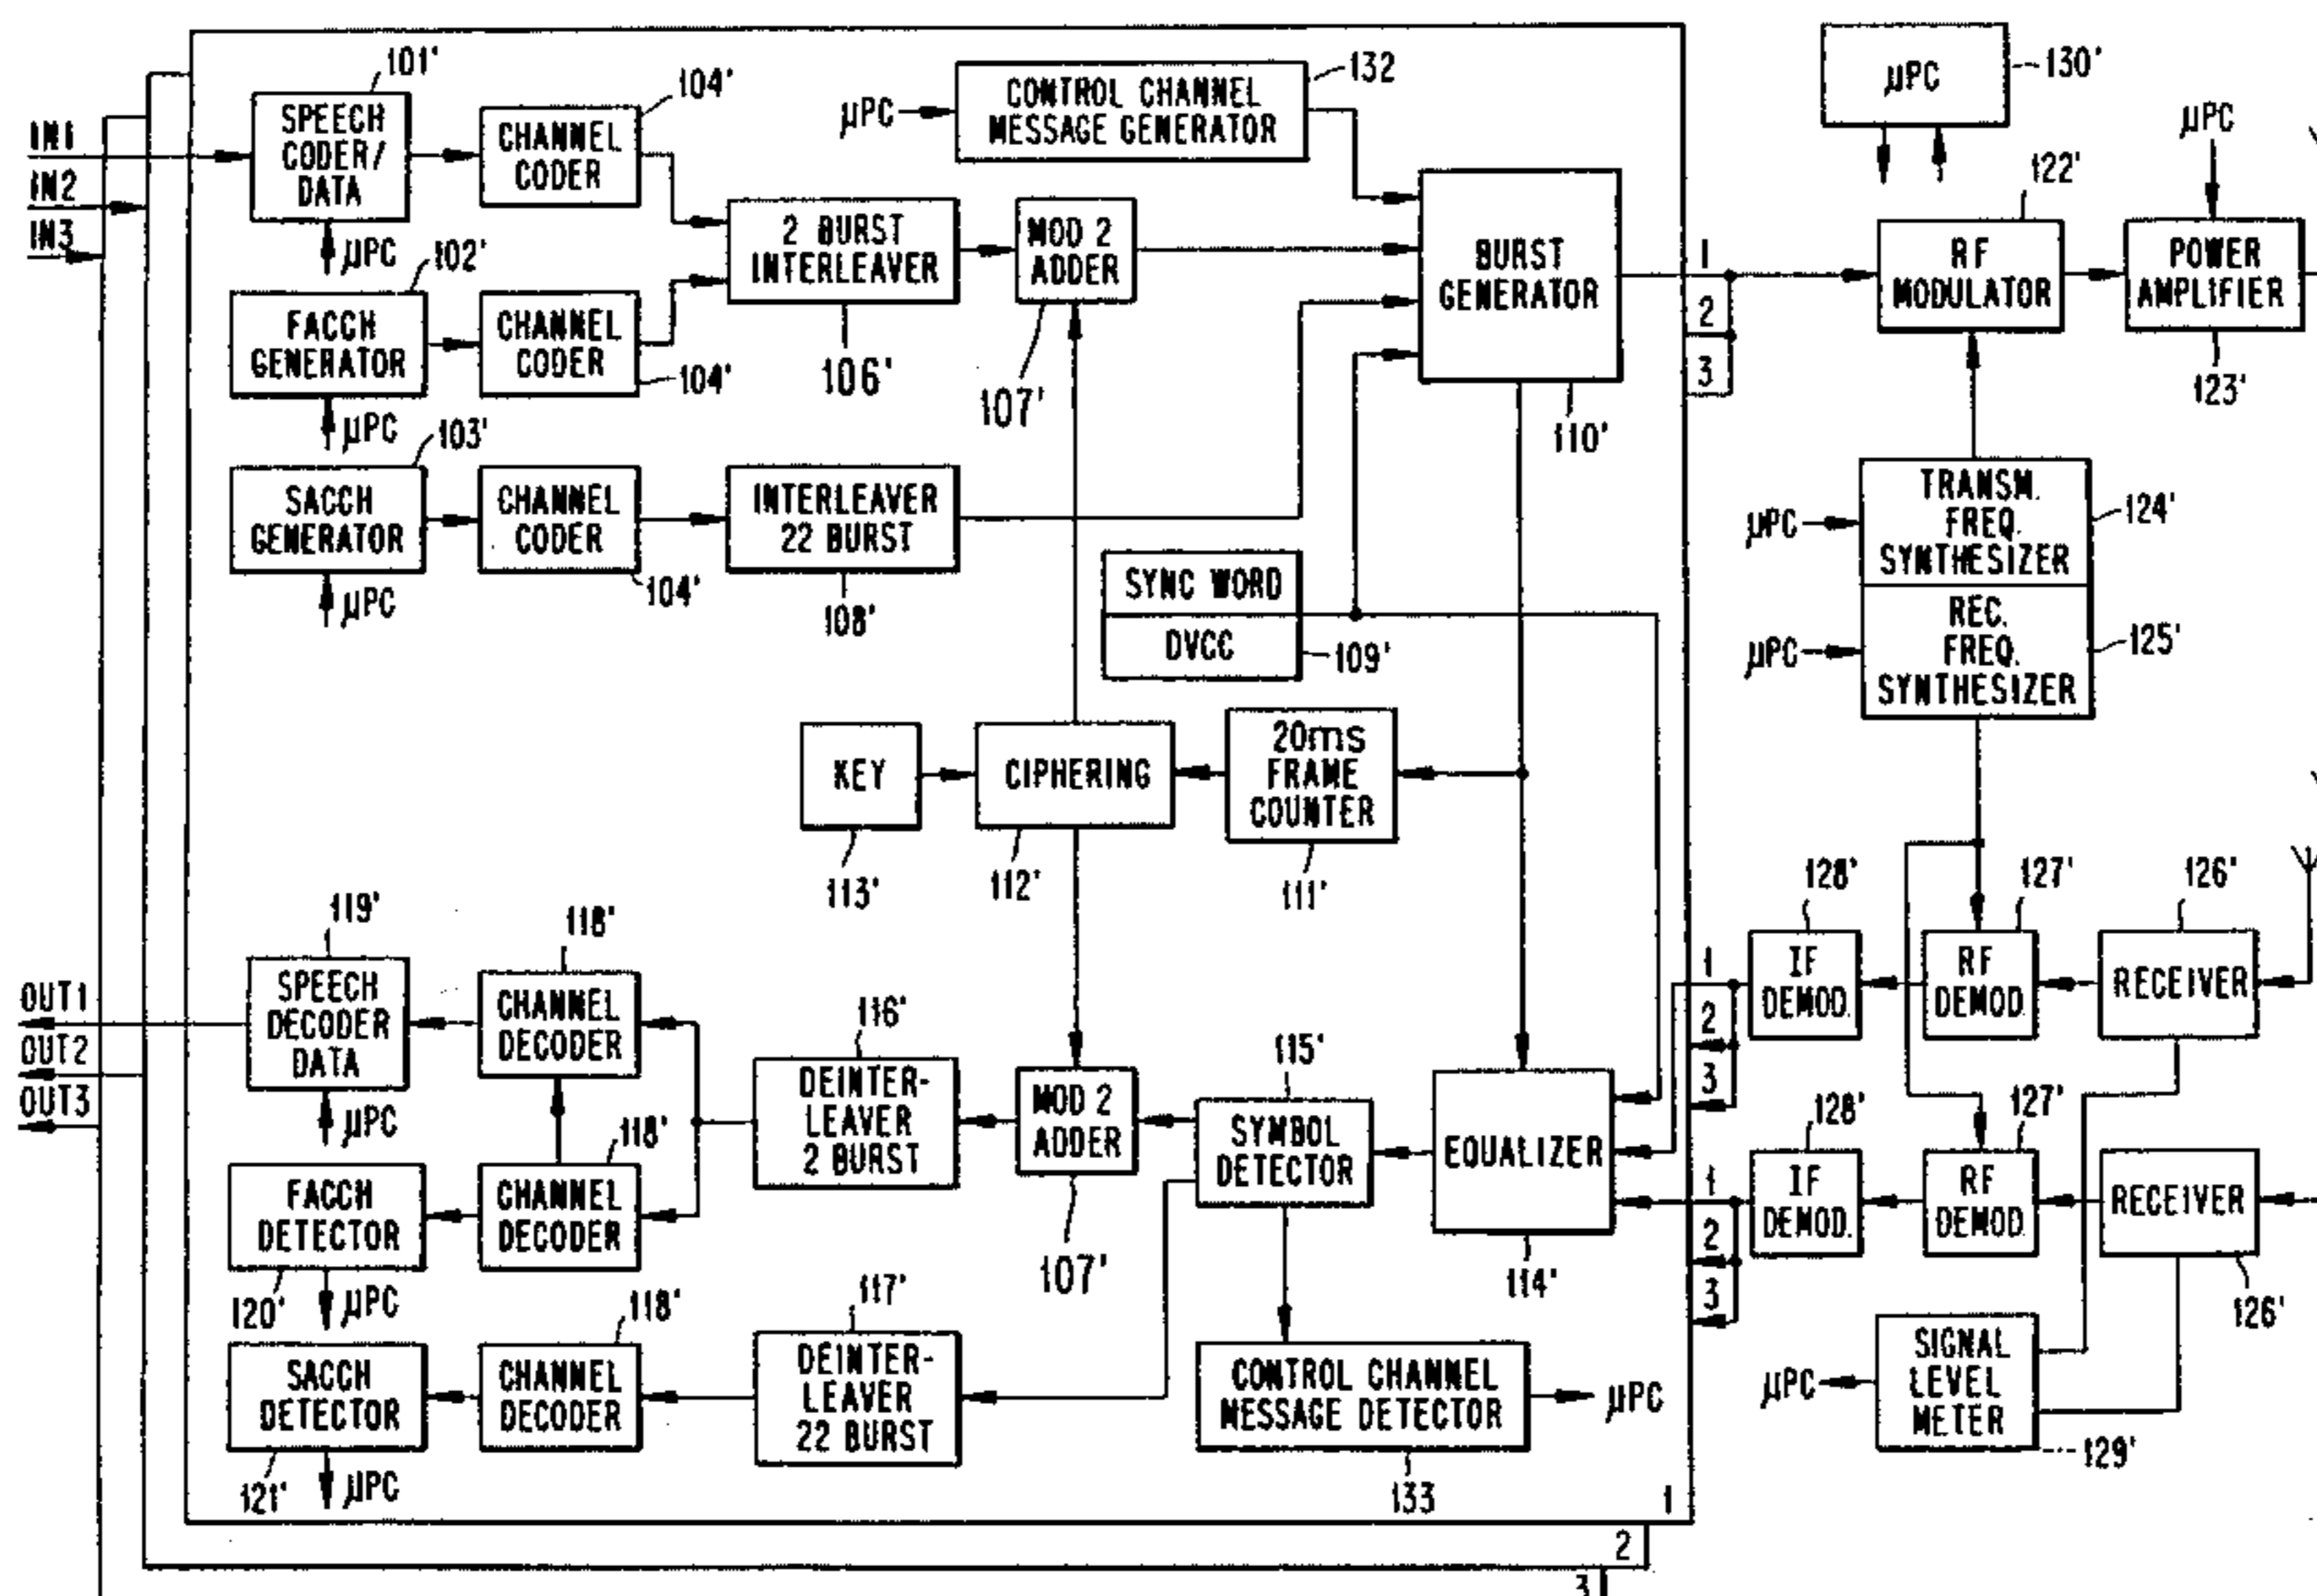 IN1
IN2
IN3
101'
SPEECH
CODER/
DATA
µPC
104'
CHANNEL
CODER
102'
FACCH
GENERATOR
µPC
CHANNEL
CODER
104'
103'
SACCH
GENERATOR
µPC
CHANNEL
CODER
104'
2 BURST
INTERLEAVER
106'
INTERLEAVER
22 BURST
108'
MOD 2
ADDER
107'
µPC
CONTROL CHANNEL
MESSAGE GENERATOR
132
BURST
GENERATOR
110'
SYNC WORD
DVCC
109'
KEY
113'
CIPHERING
112'
20ms
FRAME
COUNTER
111'
1
2
3
µPC
130'
122'
RF
MODULATOR
µPC
POWER
AMPLIFIER
123'
µPC
TRANSM.
FREQ.
SYNTHESIZER
124'
µPC
REC.
FREQ.
SYNTHESIZER
125'
OUT1
OUT2
OUT3
119'
SPEECH
DECODER
DATA
µPC
118'
CHANNEL
DECODER
FACCH
DETECTOR
120'
µPC
118'
CHANNEL
DECODER
SACCH
DETECTOR
121'
µPC
118'
CHANNEL
DECODER
116'
DEINTER-
LEAVER
2 BURST
117'
DEINTER-
LEAVER
22 BURST
MOD 2
ADDER
107'
115'
SYMBOL
DETECTOR
EQUALIZER
114'
CONTROL CHANNEL
MESSAGE DETECTOR
133
µPC
1
2
3
128'
IF
DEMOD.
127'
RF
DEMOD.
126'
RECEIVER
1
2
3
128'
IF
DEMOD.
127'
RF
DEMOD.
RECEIVER
126'
µPC
SIGNAL
LEVEL
METER
129'
1
2
3